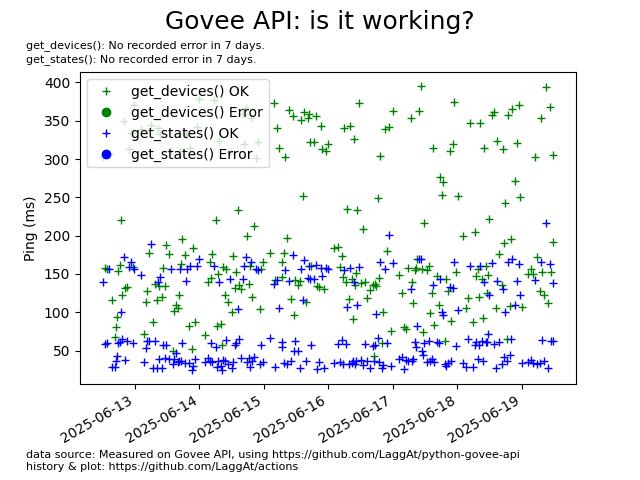 Govee API: is it working?
get_devices(): No recorded error in 7 days.
get_states(): No recorded error in 7 days.
get_devices() OK
get_devices() Error
get_states() OK
get_states() Error
Ping (ms)
400
350
300
250
200
150
100
50
2025-06-13
2025-06-14
2025-06-15
2025-06-16
2025-06-17
2025-06-18
2025-06-19
data source: Measured on Govee API, using https://github.com/LaggAt/python-govee-api
history & plot: https://github.com/LaggAt/actions